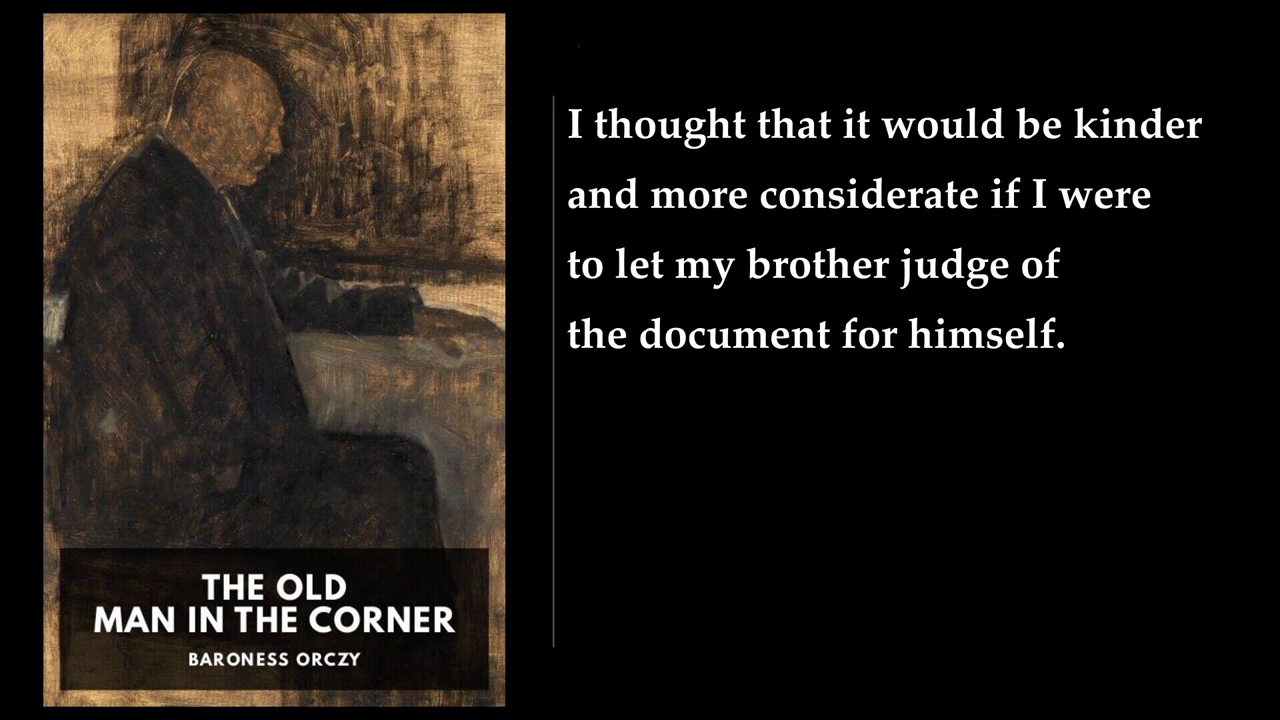 THE OLD
MAN IN THE CORNER
BARONESS ORCZY
I thought that it would be kinder
and more considerate if I were
to let my brother judge of
the document for himself.